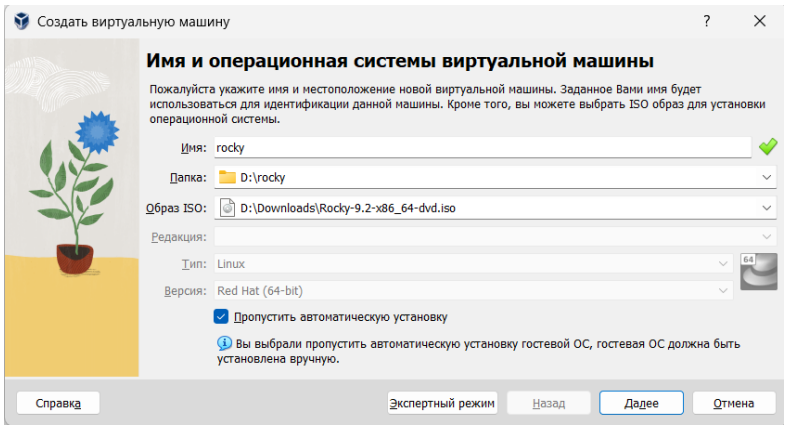 Создать виртуальную машину
?
Имя и операционная системы виртуальной машины
Пожалуйста укажите имя и местоположение новой виртуальной машины. Заданное Вами имя будет
использоваться для идентификации данной машины. Кроме того, вы можете выбрать ISO образ для установки
операционной системы.
Имя: rocky
Папка: D:\rocky
Образ ISO: D:\Downloads\Rocky-9.2-x86_64-dvd.iso
Редакция:
Тип: Linux
64
Версия: Red Hat (64-bit)
Пропустить автоматическую установку
Вы выбрали пропустить автоматическую установку гостевой ОС, гостевая ОС должна быть
установлена вручную.
Справка Экспертный режим Назад Далее Отмена